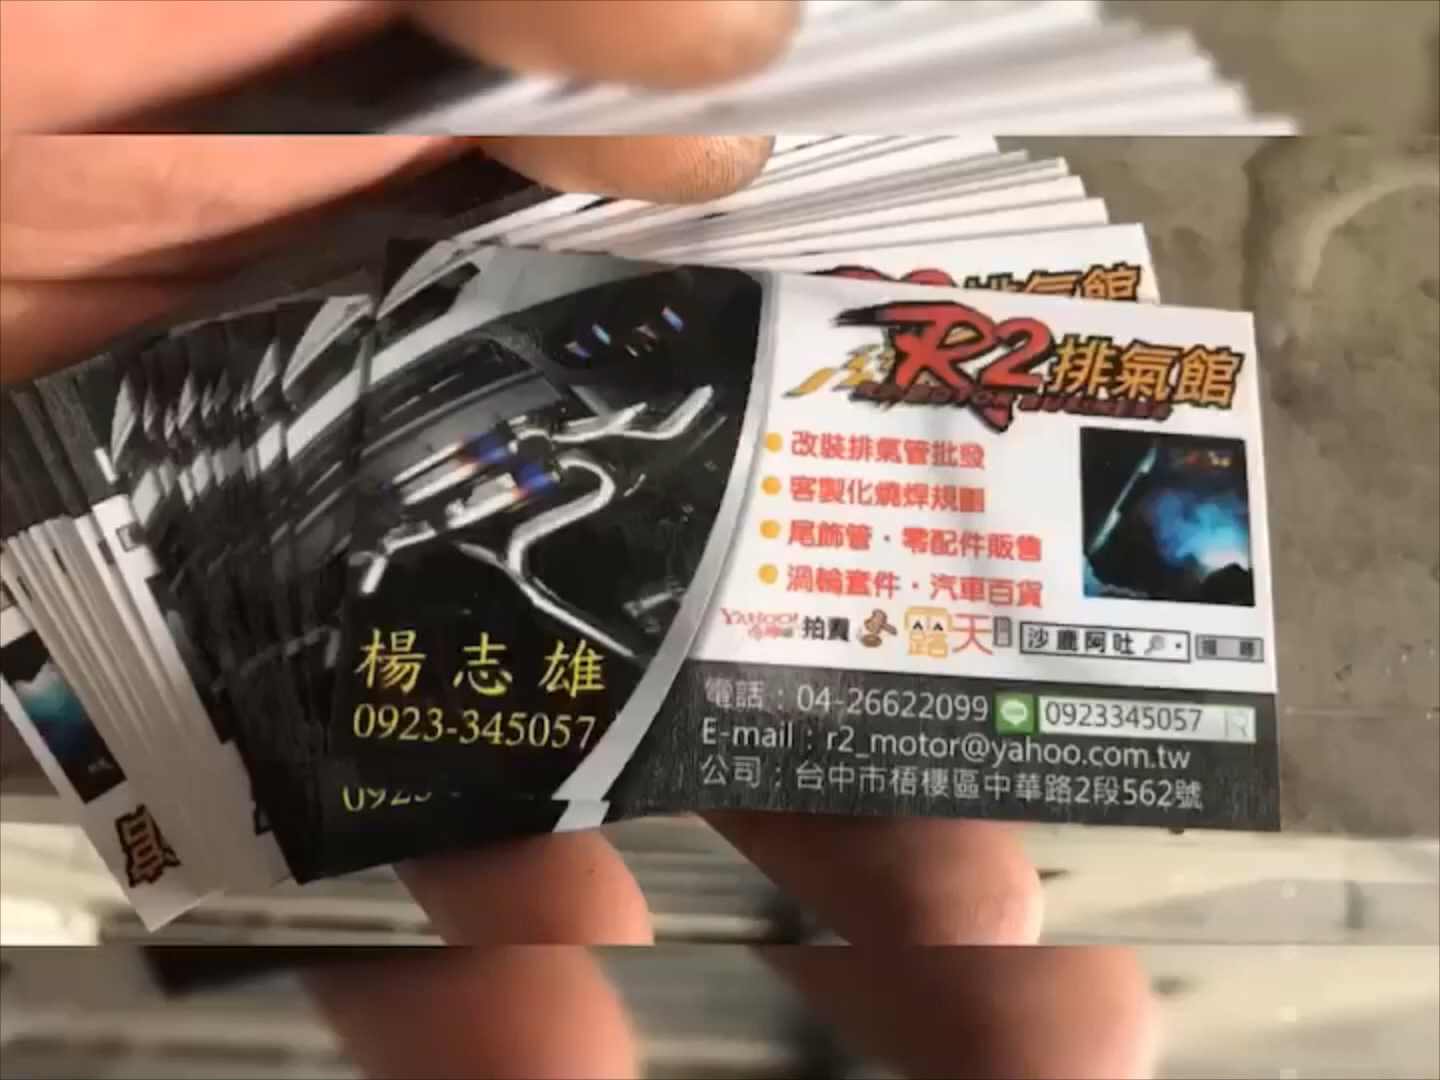 R2排氣館
改裝排氣管批發
客製化燒焊規劃
尾飾管・零配件販售
渦輪套件・汽車百貨
YAHOO! 拍賣 露天 沙鹿阿吐
楊志雄
0923-345057
電話：04-26622099 0923345057
E-mail：r2_motor@yahoo.com.tw
公司：台中市梧棲區中華路2段562號